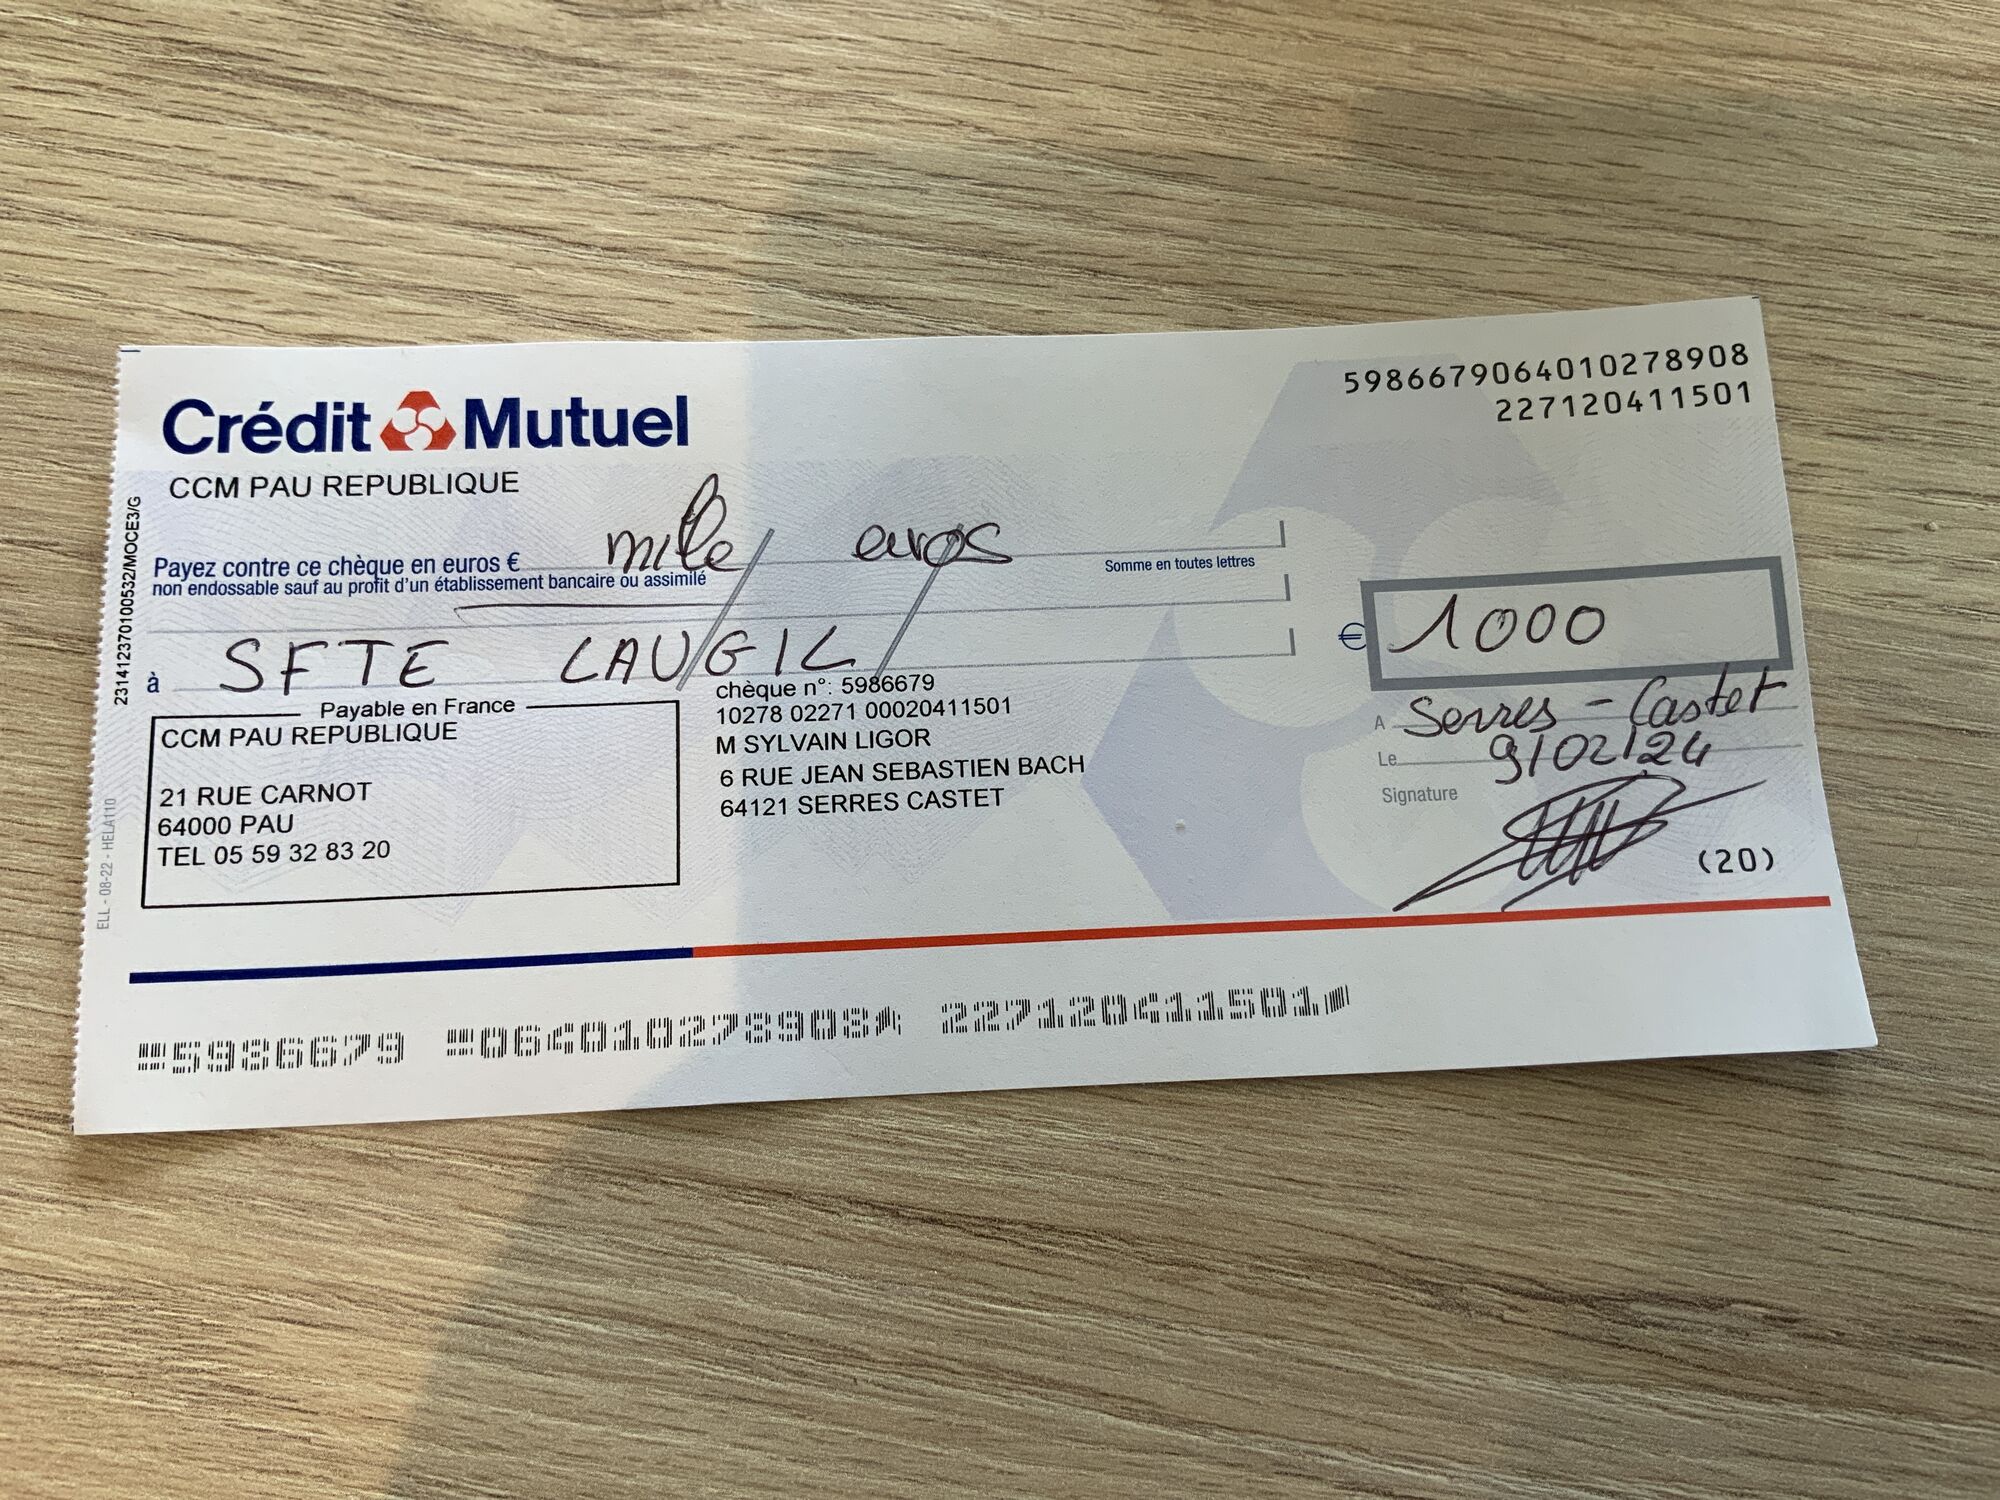 5986679064010278908
227120411501
Crédit Mutuel
CCM PAU REPUBLIQUE
Payez contre ce chèque en euros € mille euros
non endossable sauf au profit d'un établissement bancaire ou assimilé
Somme en toutes lettres
€ 1000
à SFTE LAUGIL
A Serres-Castet
Le 9/02/24
Signature
(20)
Payable en France
CCM PAU REPUBLIQUE
21 RUE CARNOT
64000 PAU
TEL 05 59 32 83 20
chèque n°: 5986679
10278 02271 00020411501
M SYLVAIN LIGOR
6 RUE JEAN SEBASTIEN BACH
64121 SERRES CASTET
231412370100532/MOCE3/G
ELL - 08-22 - HELA110
5986679 064010278908 227120411501